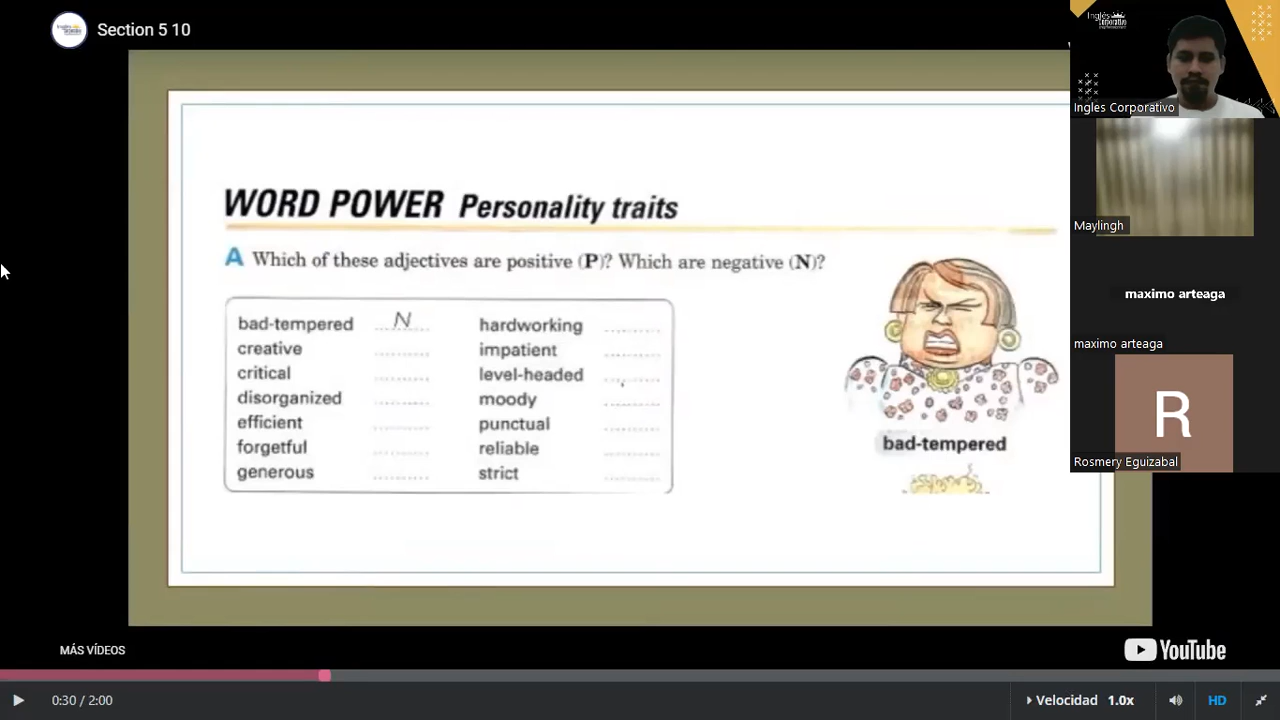 Section 5 10
Inglés
Corporativo
Ingles Corporativo
Maylingh
maximo arteaga
maximo arteaga
R
Rosmery Eguizabal
WORD POWER Personality traits
A Which of these adjectives are positive (P)? Which are negative (N)?
bad-tempered N
creative
critical
disorganized
efficient
forgetful
generous
hardworking
impatient
level-headed
moody
punctual
reliable
strict
bad-tempered
MÁS VÍDEOS
YouTube
0:30 / 2:00
Velocidad 1.0x
HD